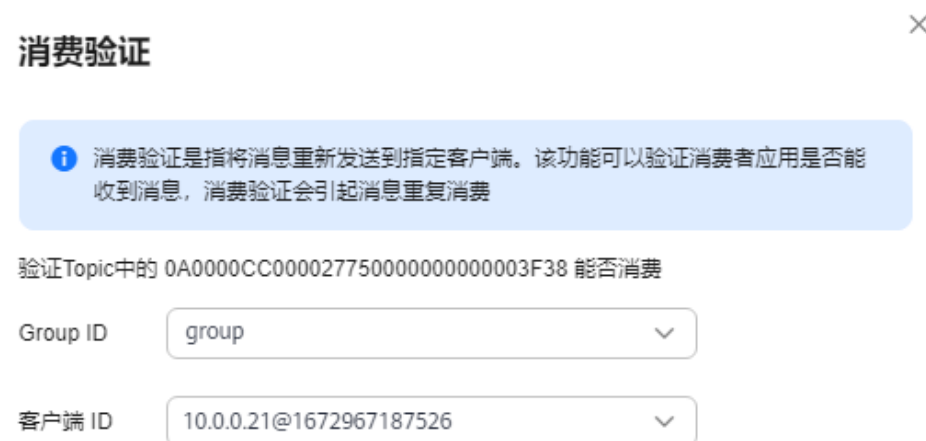 消费验证
消费验证是指将消息重新发送到指定客户端。该功能可以验证消费者应用是否能
收到消息，消费验证会引起消息重复消费
验证Topic中的 0A0000CC000027750000000000003F38 能否消费
Group ID
group
客户端 ID
10.0.0.21@1672967187526